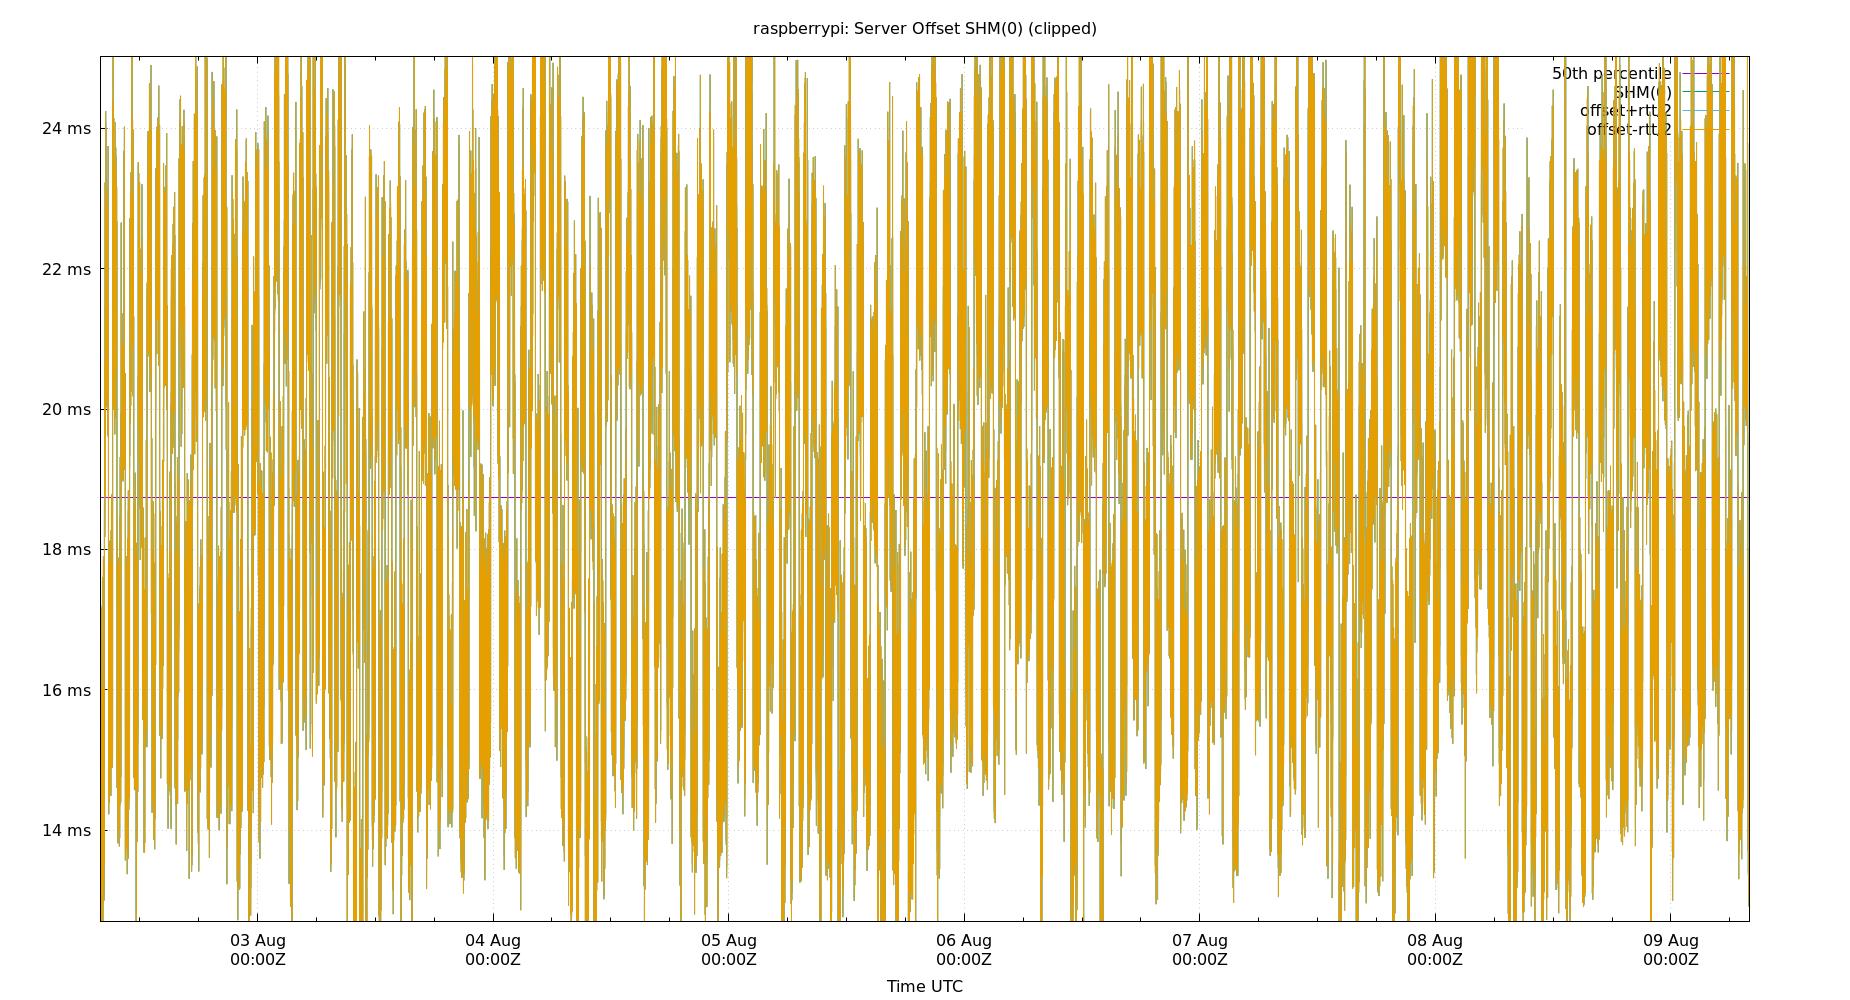 raspberrypi: Server Offset SHM(0) (clipped)
50th percentile
SHM(0)
offset+rtt/2
offset-rtt/2
24 ms
22 ms
20 ms
18 ms
16 ms
14 ms
03 Aug 04 Aug 05 Aug 06 Aug 07 Aug 08 Aug 09 Aug
00:00Z 00:00Z 00:00Z 00:00Z 00:00Z 00:00Z 00:00Z
Time UTC